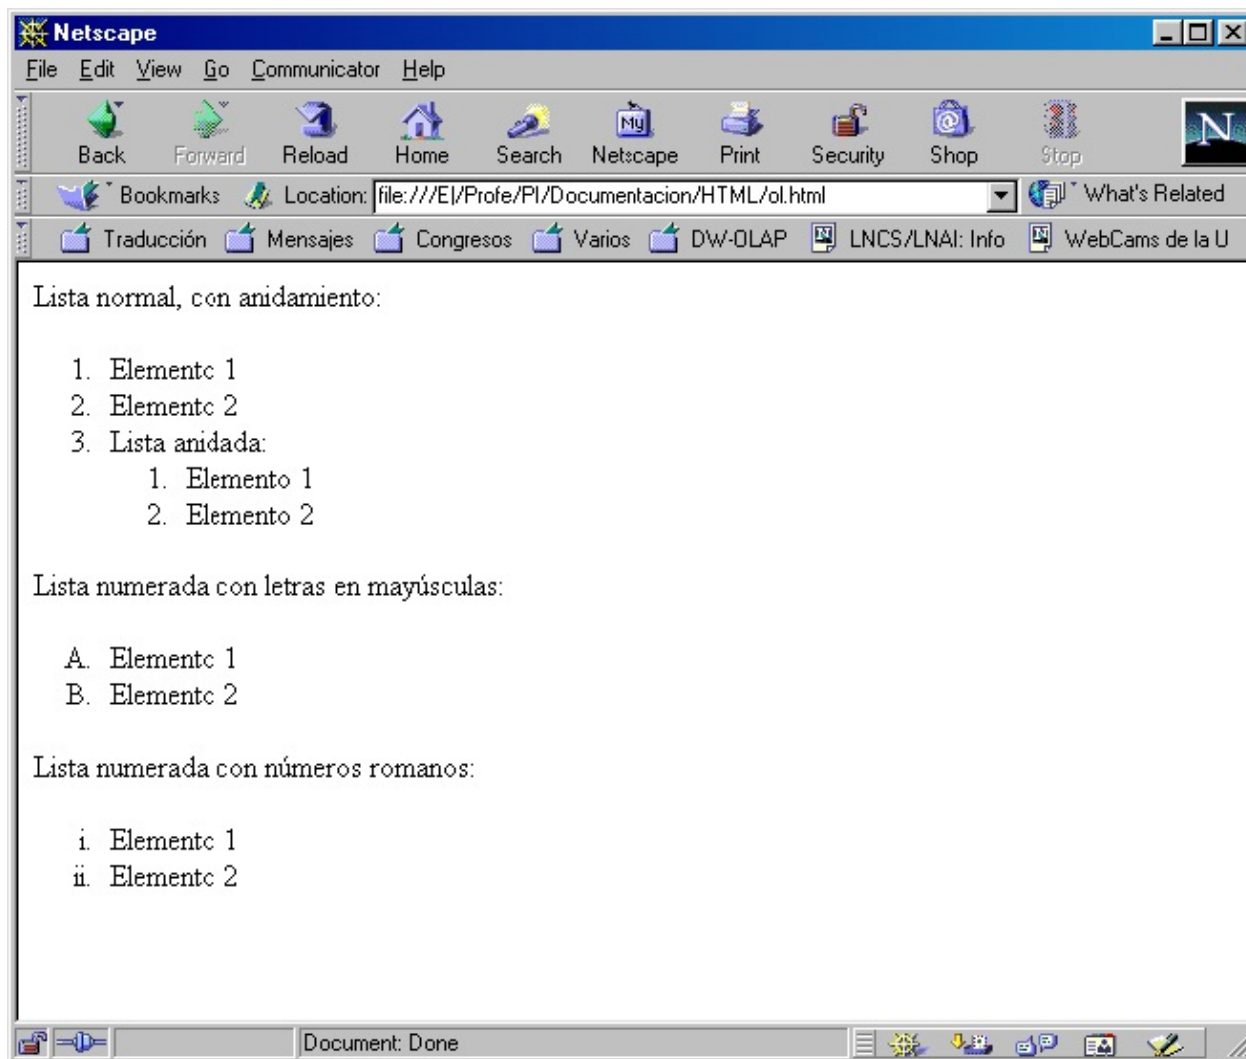 Netscape
File Edit View Go Communicator Help
Back Forward Reload Home Search Netscape Print Security Shop Stop
My
N
Bookmarks Location: file:///E|/Profe/PI/Documentacion/HTML/ol.html What's Related
Traducción Mensajes Congresos Varios DW-OLAP LNCS/LNAI: Info WebCams de la U
Lista normal, con anidamiento:
1. Elemento 1
2. Elemento 2
3. Lista anidada:
1. Elemento 1
2. Elemento 2
Lista numerada con letras en mayúsculas:
A. Elemento 1
B. Elemento 2
Lista numerada con números romanos:
i. Elemento 1
ii. Elemento 2
Document: Done